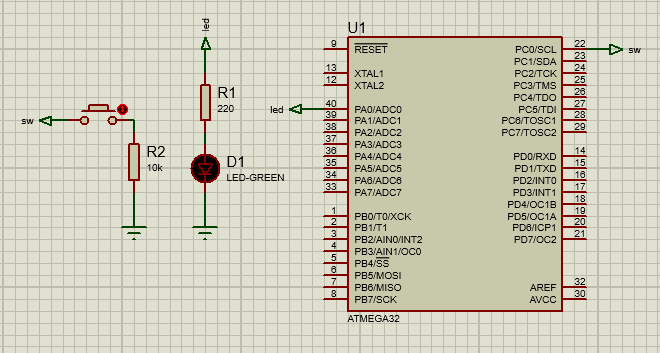 led
R1
220
D1
LED-GREEN
sw
R2
10k
U1
9 RESET
13 XTAL1
12 XTAL2
led
40 PA0/ADC0
39 PA1/ADC1
38 PA2/ADC2
37 PA3/ADC3
36 PA4/ADC4
35 PA5/ADC5
34 PA6/ADC6
33 PA7/ADC7
1 PB0/T0/XCK
2 PB1/T1
3 PB2/AIN0/INT2
4 PB3/AIN1/OC0
5 PB4/SS
6 PB5/MOSI
7 PB6/MISO
8 PB7/SCK
PC0/SCL 22 sw
PC1/SDA 23
PC2/TCK 24
PC3/TMS 25
PC4/TDO 26
PC5/TDI 27
PC6/TOSC1 28
PC7/TOSC2 29
PD0/RXD 14
PD1/TXD 15
PD2/INT0 16
PD3/INT1 17
PD4/OC1B 18
PD5/OC1A 19
PD6/ICP1 20
PD7/OC2 21
AREF 32
AVCC 30
ATMEGA32